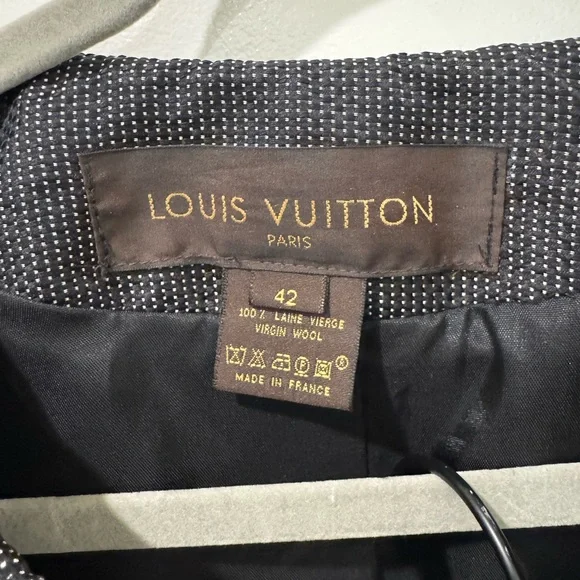 LOUIS VUITTON
PARIS
42
100% LAINE VIERGE
VIRGIN WOOL
MADE IN FRANCE